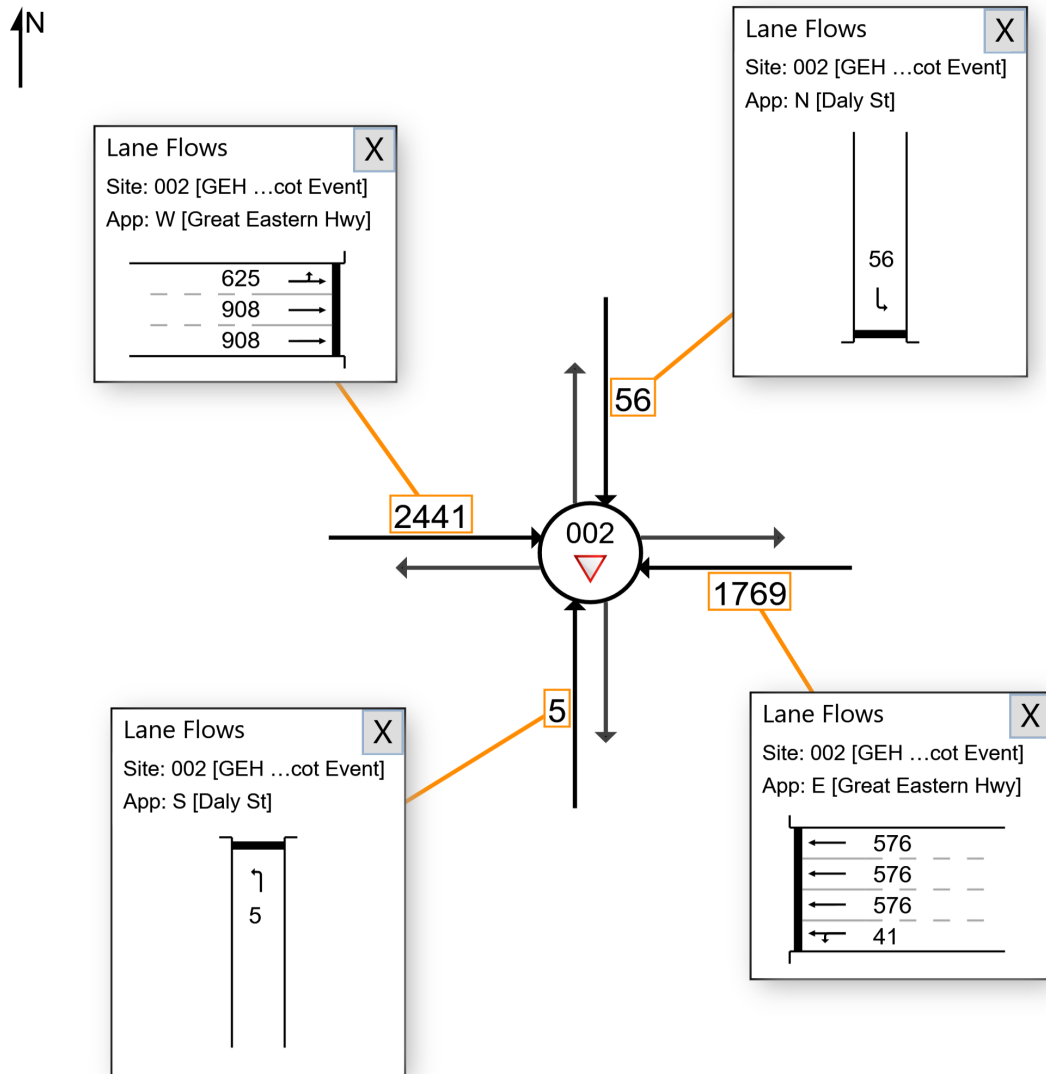 N
Lane Flows
X
Site: 002 [GEH ...cot Event]
App: N [Daly St]
56
Lane Flows
X
Site: 002 [GEH ...cot Event]
App: W [Great Eastern Hwy]
625
908
908
56
2441
002
1769
5
Lane Flows
X
Site: 002 [GEH ...cot Event]
App: S [Daly St]
5
Lane Flows
X
Site: 002 [GEH ...cot Event]
App: E [Great Eastern Hwy]
576
576
576
41